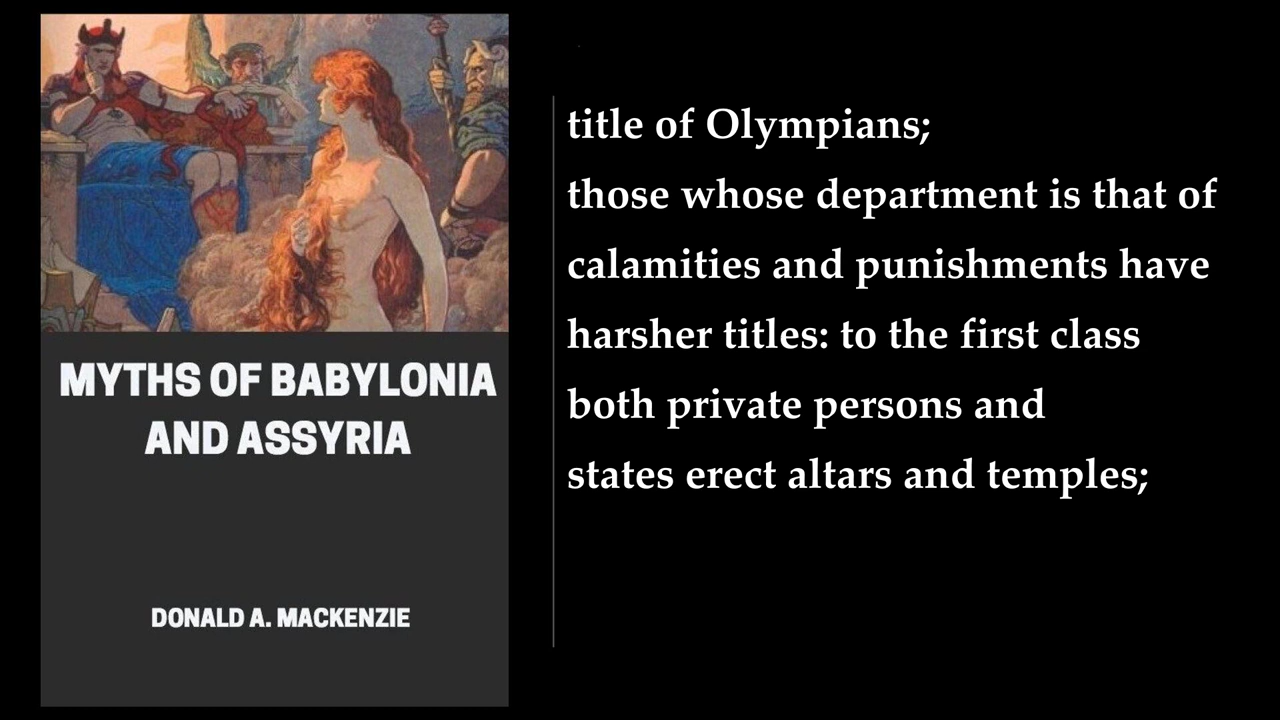 MYTHS OF BABYLONIA
AND ASSYRIA
DONALD A. MACKENZIE
title of Olympians;
those whose department is that of
calamities and punishments have
harsher titles: to the first class
both private persons and
states erect altars and temples;